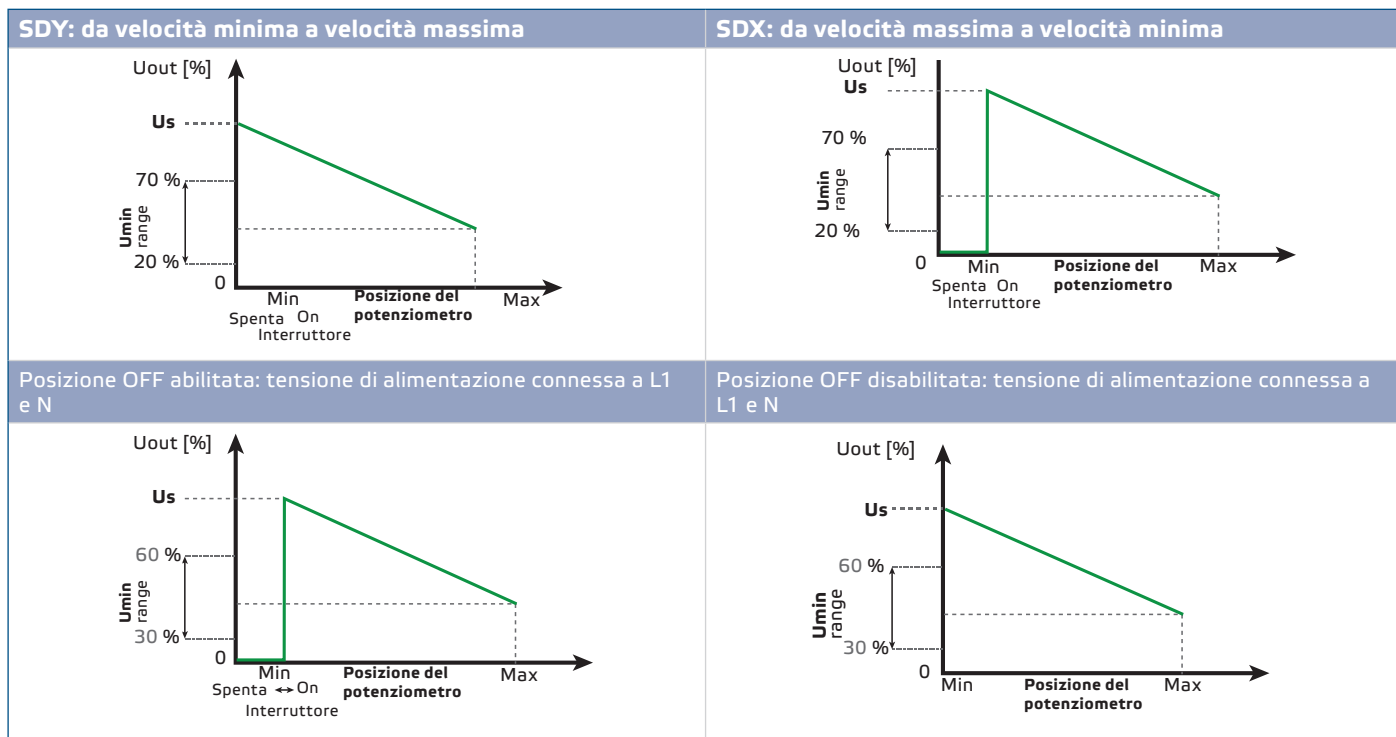 SDY: da velocità minima a velocità massima
SDX: da velocità massima a velocità minima
Uout [%]
Us
70 %
Umin
range
20 %
0
Min
Spenta On
Interruttore
Posizione del
potenziometro
Max
Uout [%]
Us
70 %
Umin
range
20 %
0
Min
Spenta On
Interruttore
Posizione del
potenziometro
Max
Posizione OFF abilitata: tensione di alimentazione connessa a L1
e N
Posizione OFF disabilitata: tensione di alimentazione connessa a
L1 e N
Uout [%]
Us
60 %
Umin
range
30 %
0
Min
Spenta ↔ On
Interruttore
Posizione del
potenziometro
Max
Uout [%]
Us
60 %
Umin
range
30 %
0
Min
Posizione del
potenziometro
Max